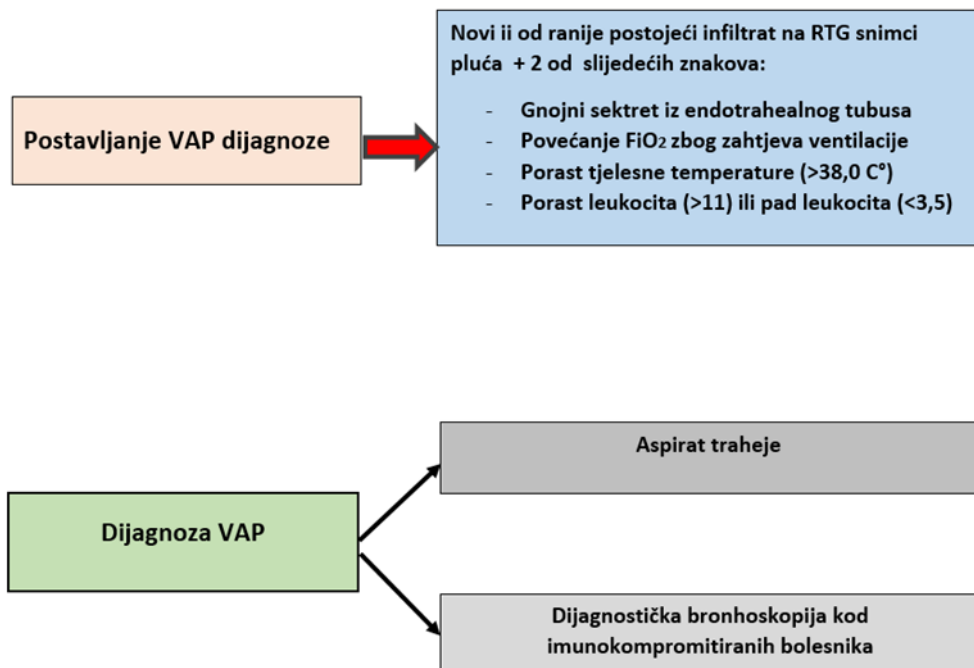 Postavljanje VAP dijagnoze
Novi ii od ranije postojeći infiltrat na RTG snimci
pluća + 2 od slijedećih znakova:
- Gnojni sektret iz endotrahealnog tubusa
- Povećanje FiO₂ zbog zahtjeva ventilacije
- Porast tjelesne temperature (>38,0 C°)
- Porast leukocita (>11) ili pad leukocita (<3,5)
Dijagnoza VAP
Aspirat traheje
Dijagnostička bronhoskopija kod
imunokompromitiranih bolesnika